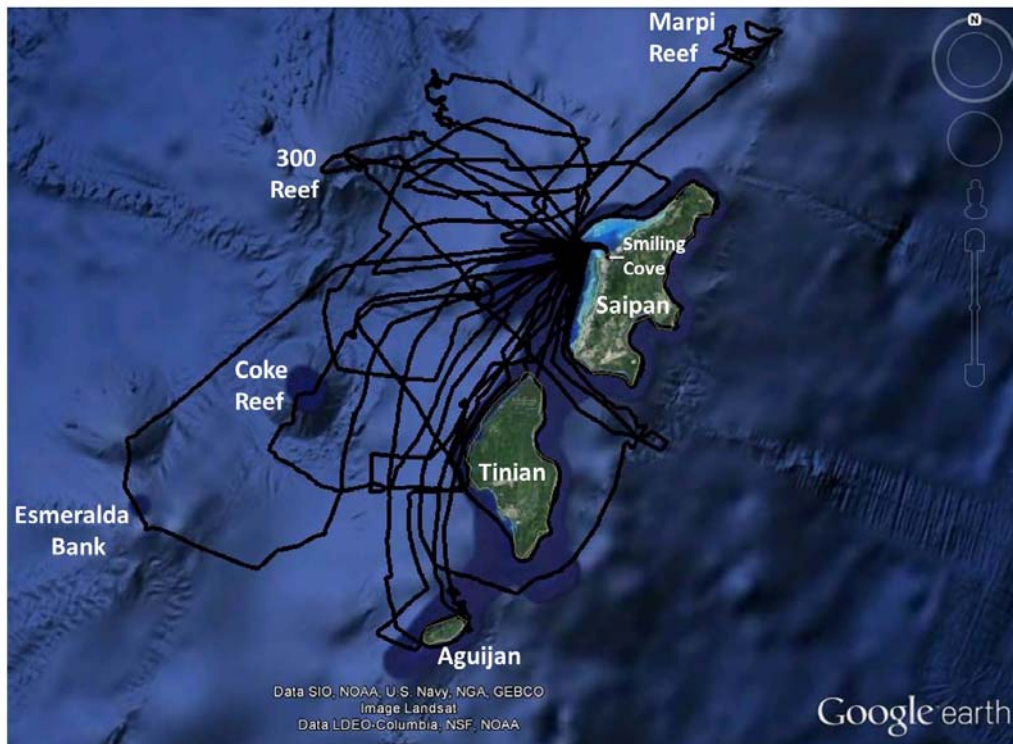 Marpi
Reef
N
300
Reef
Smiling
Cove
Saipan
Coke
Reef
Tinian
Esmeralda
Bank
Aguijan
Data SIO, NOAA, U.S. Navy, NGA, GEBCO
Image Landsat
Data LDEO-Columbia, NSF, NOAA
Google earth